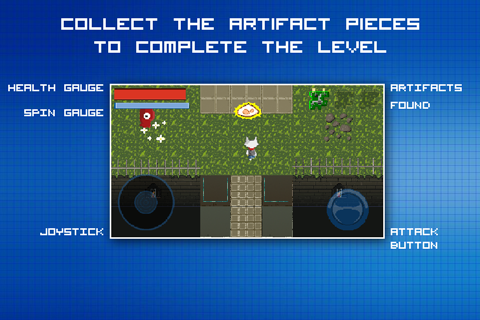 COLLECT THE ARTIFACT PIECES
TO COMPLETE THE LEVEL
HEALTH GAUGE
SPIN GAUGE
ARTIFACTS
FOUND
JOYSTICK
ATTACK
BUTTON